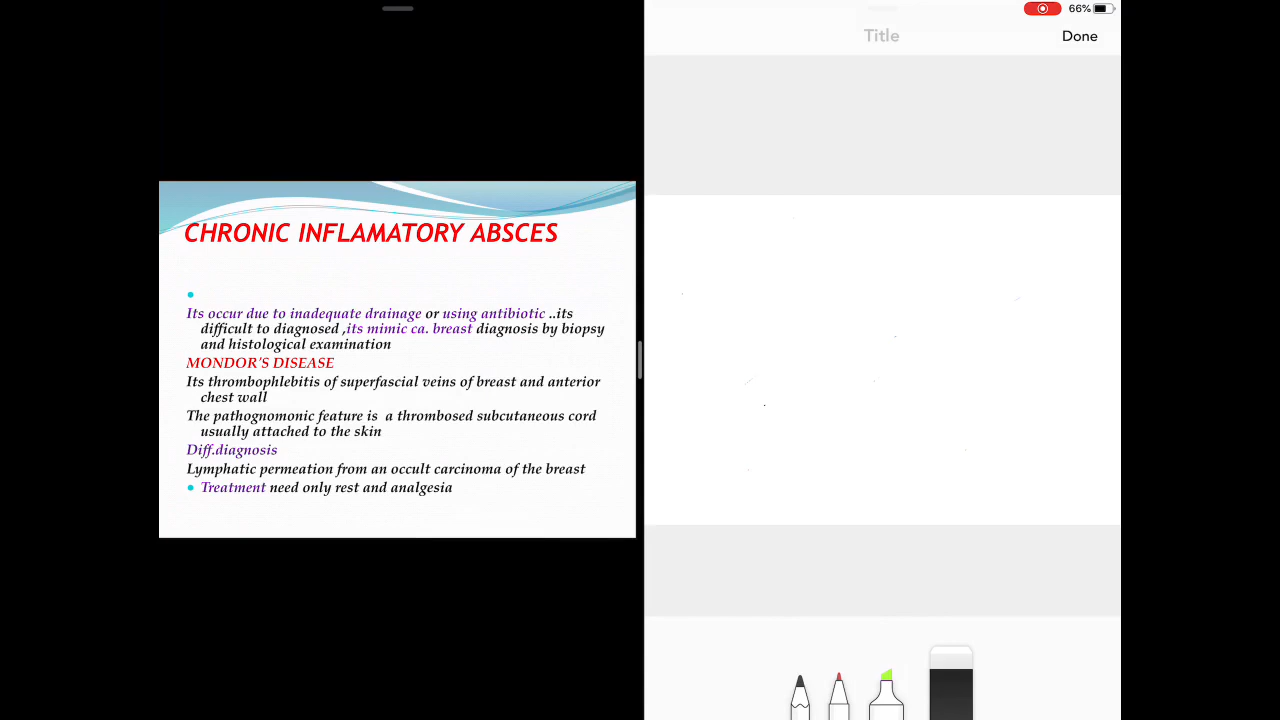 66%
Title
Done
CHRONIC INFLAMATORY ABSCES
Its occur due to inadequate drainage or using antibiotic ..its
difficult to diagnosed ,its mimic ca. breast diagnosis by biopsy
and histological examination
MONDOR'S DISEASE
Its thrombophlebitis of superfascial veins of breast and anterior
chest wall
The pathognomonic feature is a thrombosed subcutaneous cord
usually attached to the skin
Diff.diagnosis
Lymphatic permeation from an occult carcinoma of the breast
Treatment need only rest and analgesia